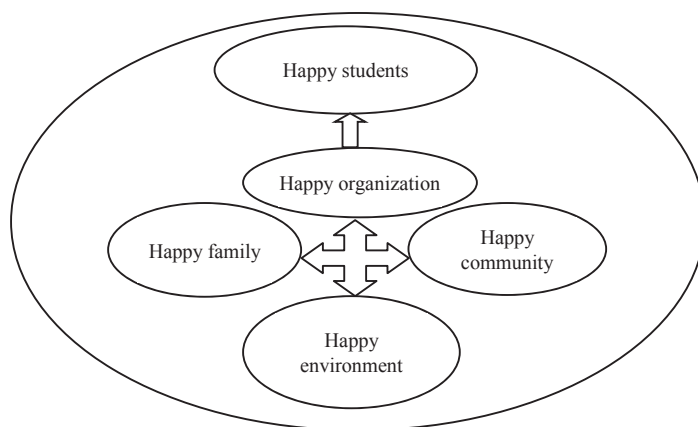 Happy students
Happy organization
Happy family
Happy
community
Happy
environment